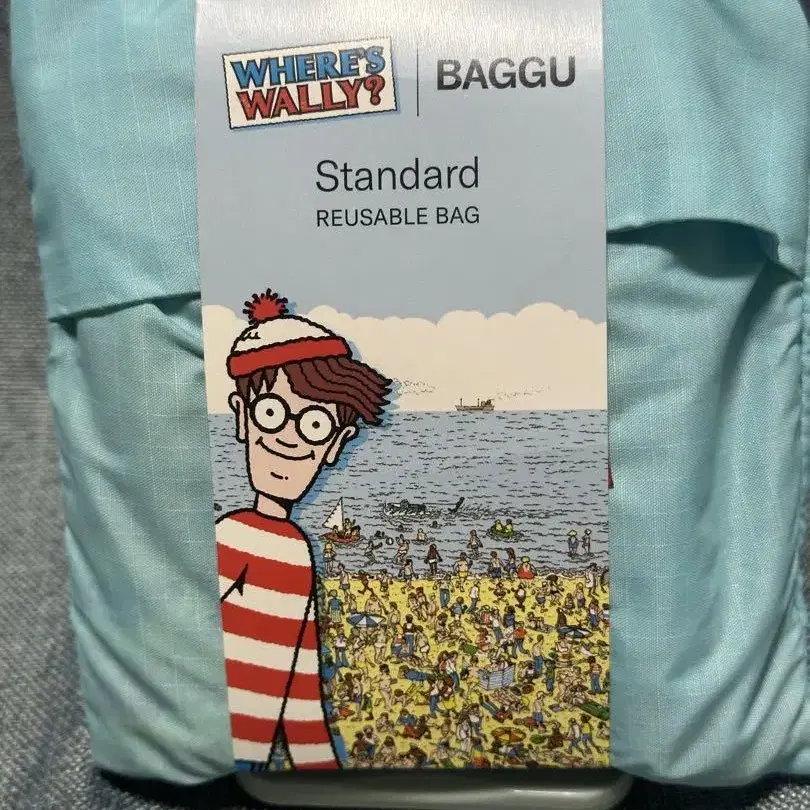 WHERE'S
WALLY?
BAGGU
Standard
REUSABLE BAG